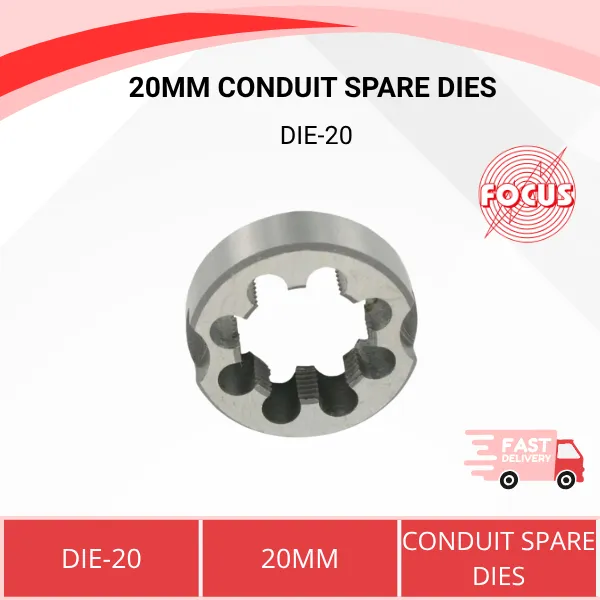 20MM CONDUIT SPARE DIES
DIE-20
FOCUS
FAST
DELIVERY
DIE-20
20MM
CONDUIT SPARE
DIES